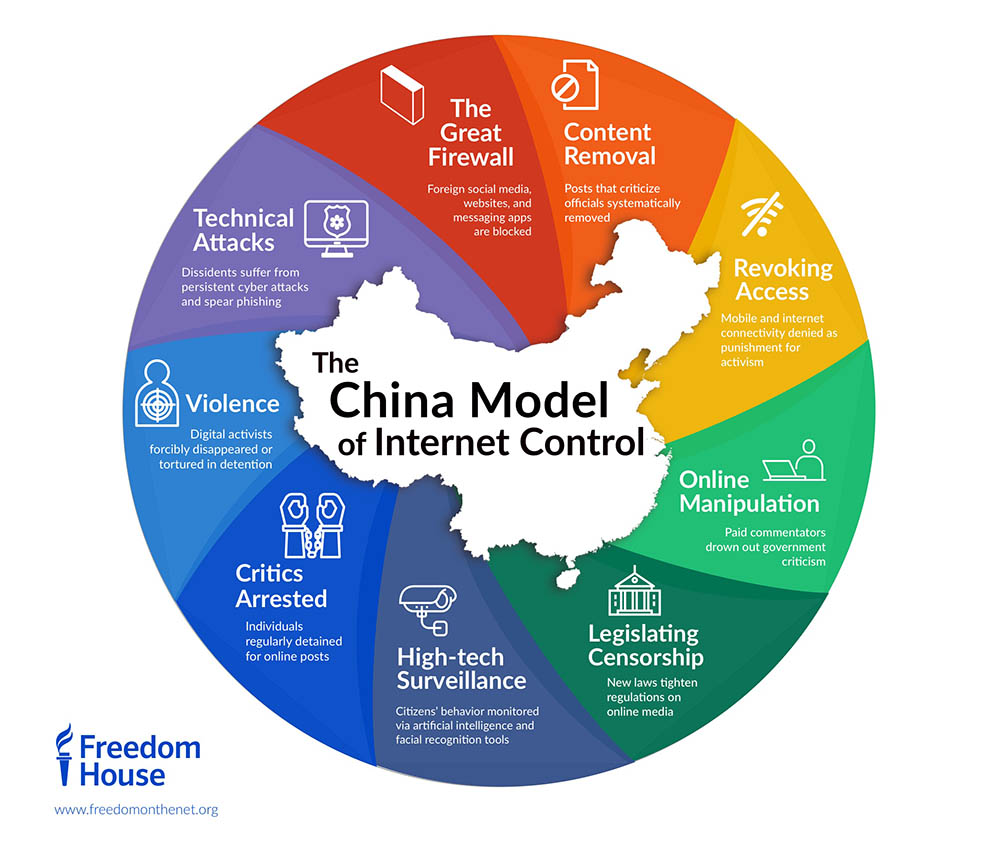 The
China Model
of Internet Control
The
Great
Firewall
Foreign social media,
websites, and
messaging apps
are blocked
Content
Removal
Posts that criticize
officials systematically
removed
Revoking
Access
Mobile and internet
connectivity denied as
punishment for
activism
Online
Manipulation
Paid commentators
drown out government
criticism
Legislating
Censorship
New laws tighten
regulations on
online media
High-tech
Surveillance
Citizens' behavior monitored
via artificial intelligence and
facial recognition tools
Critics
Arrested
Individuals
regularly detained
for online posts
Violence
Digital activists
forcibly disappeared or
tortured in detention
Technical
Attacks
Dissidents suffer from
persistent cyber attacks
and spear phishing
Freedom
House
www.freedomonthenet.org